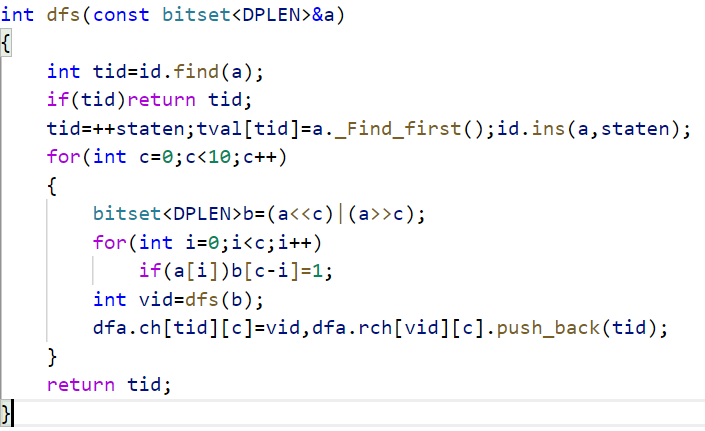 int dfs(const bitset<DPLEN>&a)
{
    int tid=id.find(a);
    if(tid)return tid;
    tid=++staten;tval[tid]=a._Find_first();id.ins(a,staten);
    for(int c=0;c<10;c++)
    {
        bitset<DPLEN>b=(a<<c)|(a>>c);
        for(int i=0;i<c;i++)
            if(a[i])b[c-i]=1;
        int vid=dfs(b);
        dfa.ch[tid][c]=vid,dfa.rch[vid][c].push_back(tid);
    }
    return tid;
}